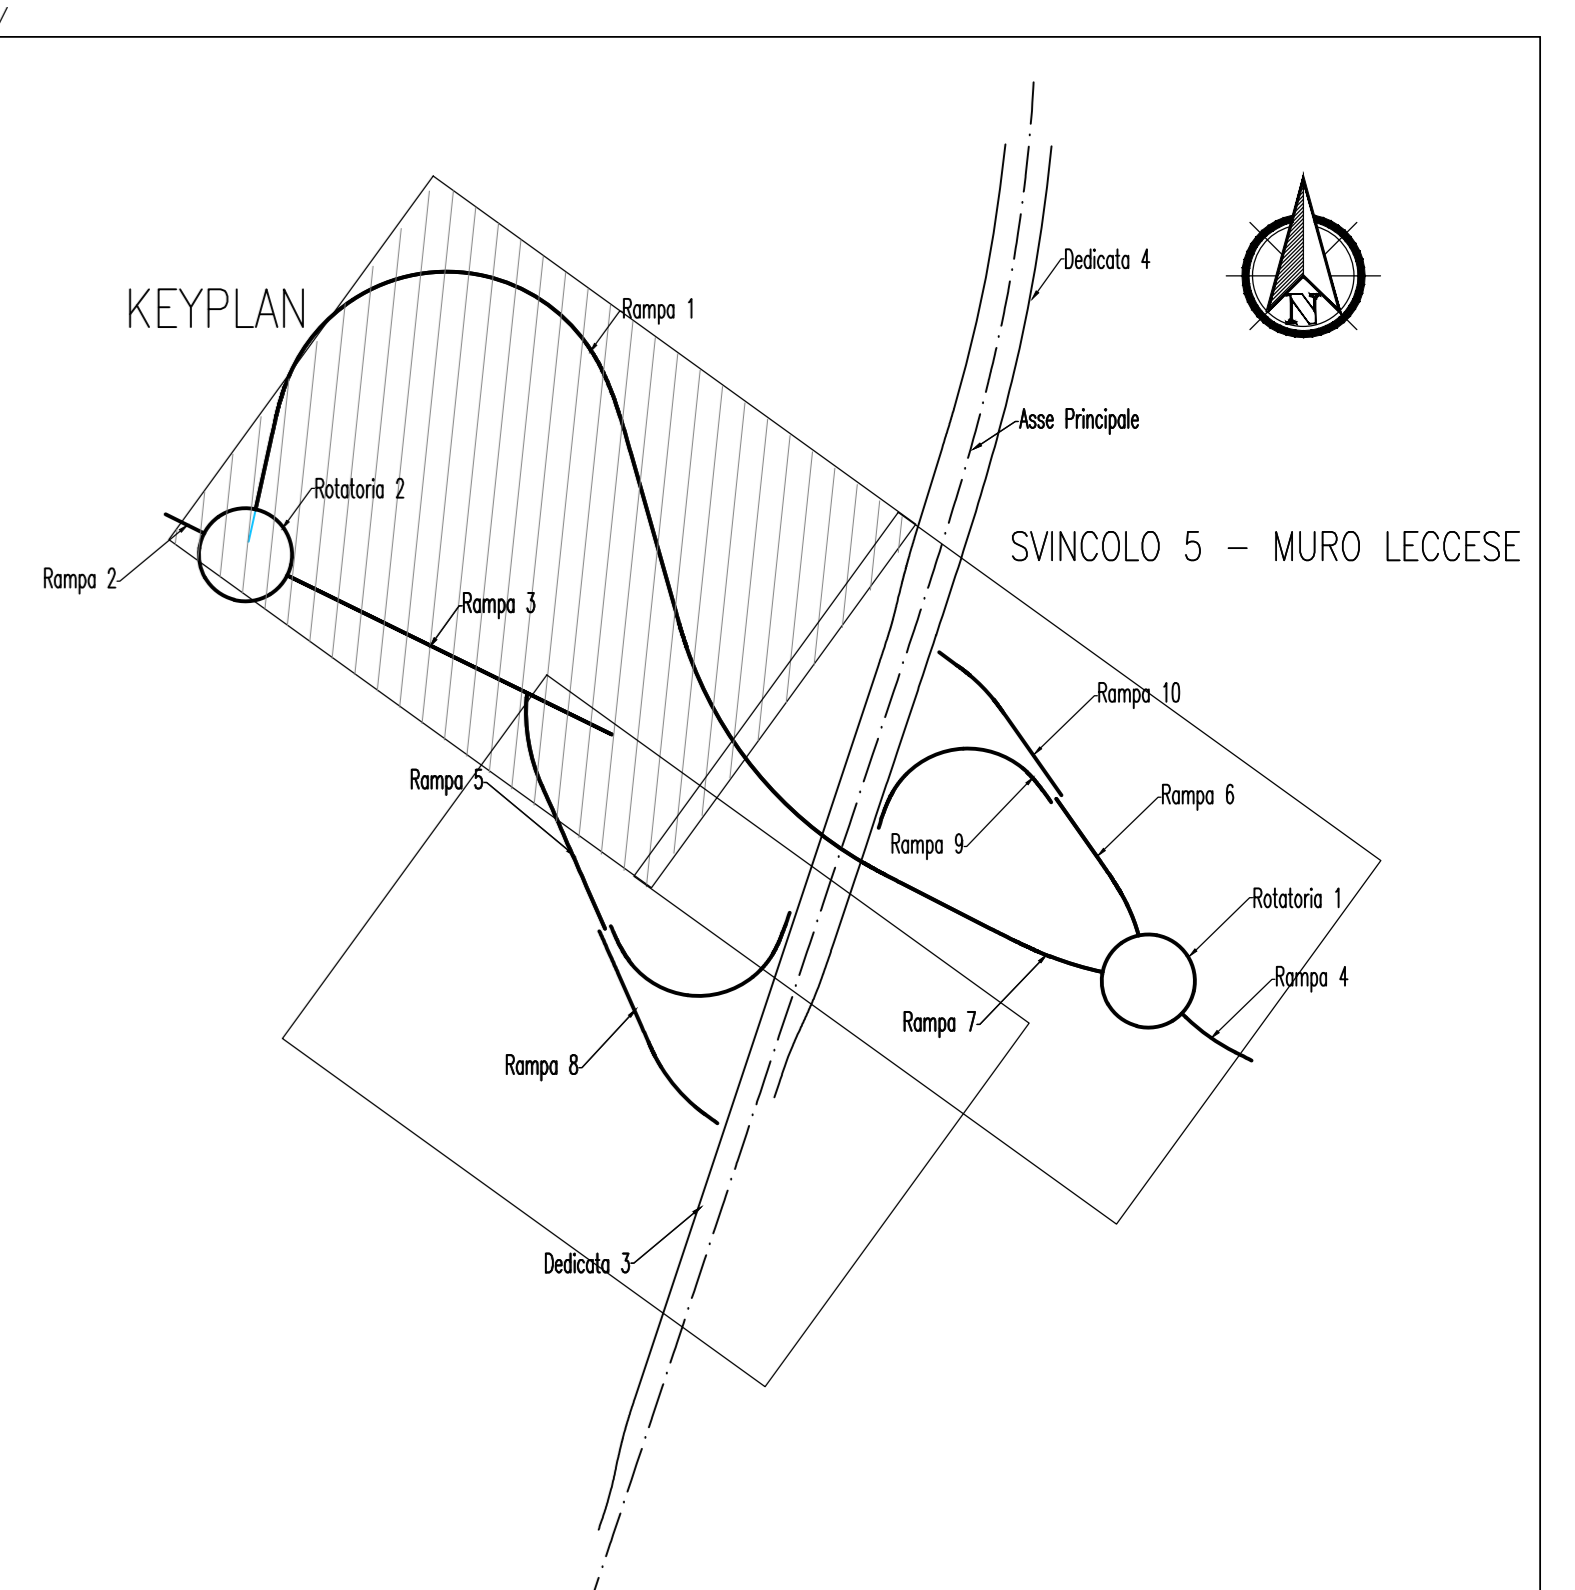 Dedicata 4
KEYPLAN
Rampa 1
N
Asse Principale
Rotatoria 2
SVINCOLO 5 – MURO LECCESE
Rampa 2
Rampa 3
Rampa 10
Rampa 5
Rampa 6
Rampa 9
Rotatoria 1
Rampa 4
Rampa 7
Rampa 8
Dedicata 3